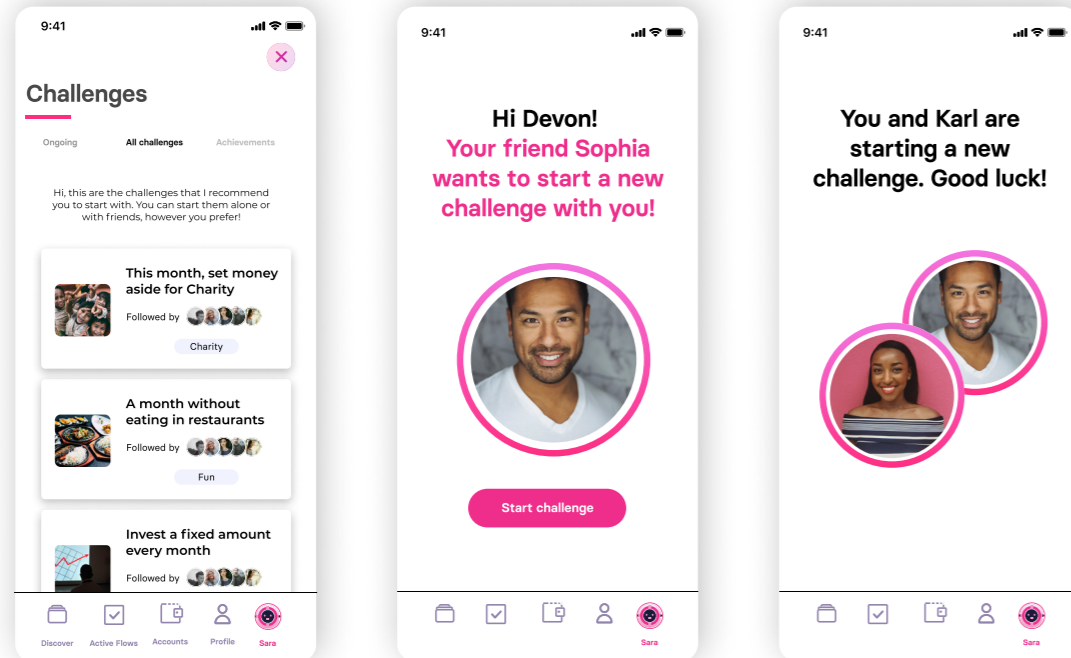 9:41
Challenges
Ongoing All challenges Achievements
Hi, this are the challenges that I recommend
you to start with. You can start them alone or
with friends, however you prefer!
This month, set money
aside for Charity
Followed by
Charity
A month without
eating in restaurants
Followed by
Fun
Invest a fixed amount
every month
Followed by
Discover Active Flows Accounts Profile Sara
9:41
Hi Devon!
Your friend Sophia
wants to start a new
challenge with you!
Start challenge
Sara
9:41
You and Karl are
starting a new
challenge. Good luck!
Sara